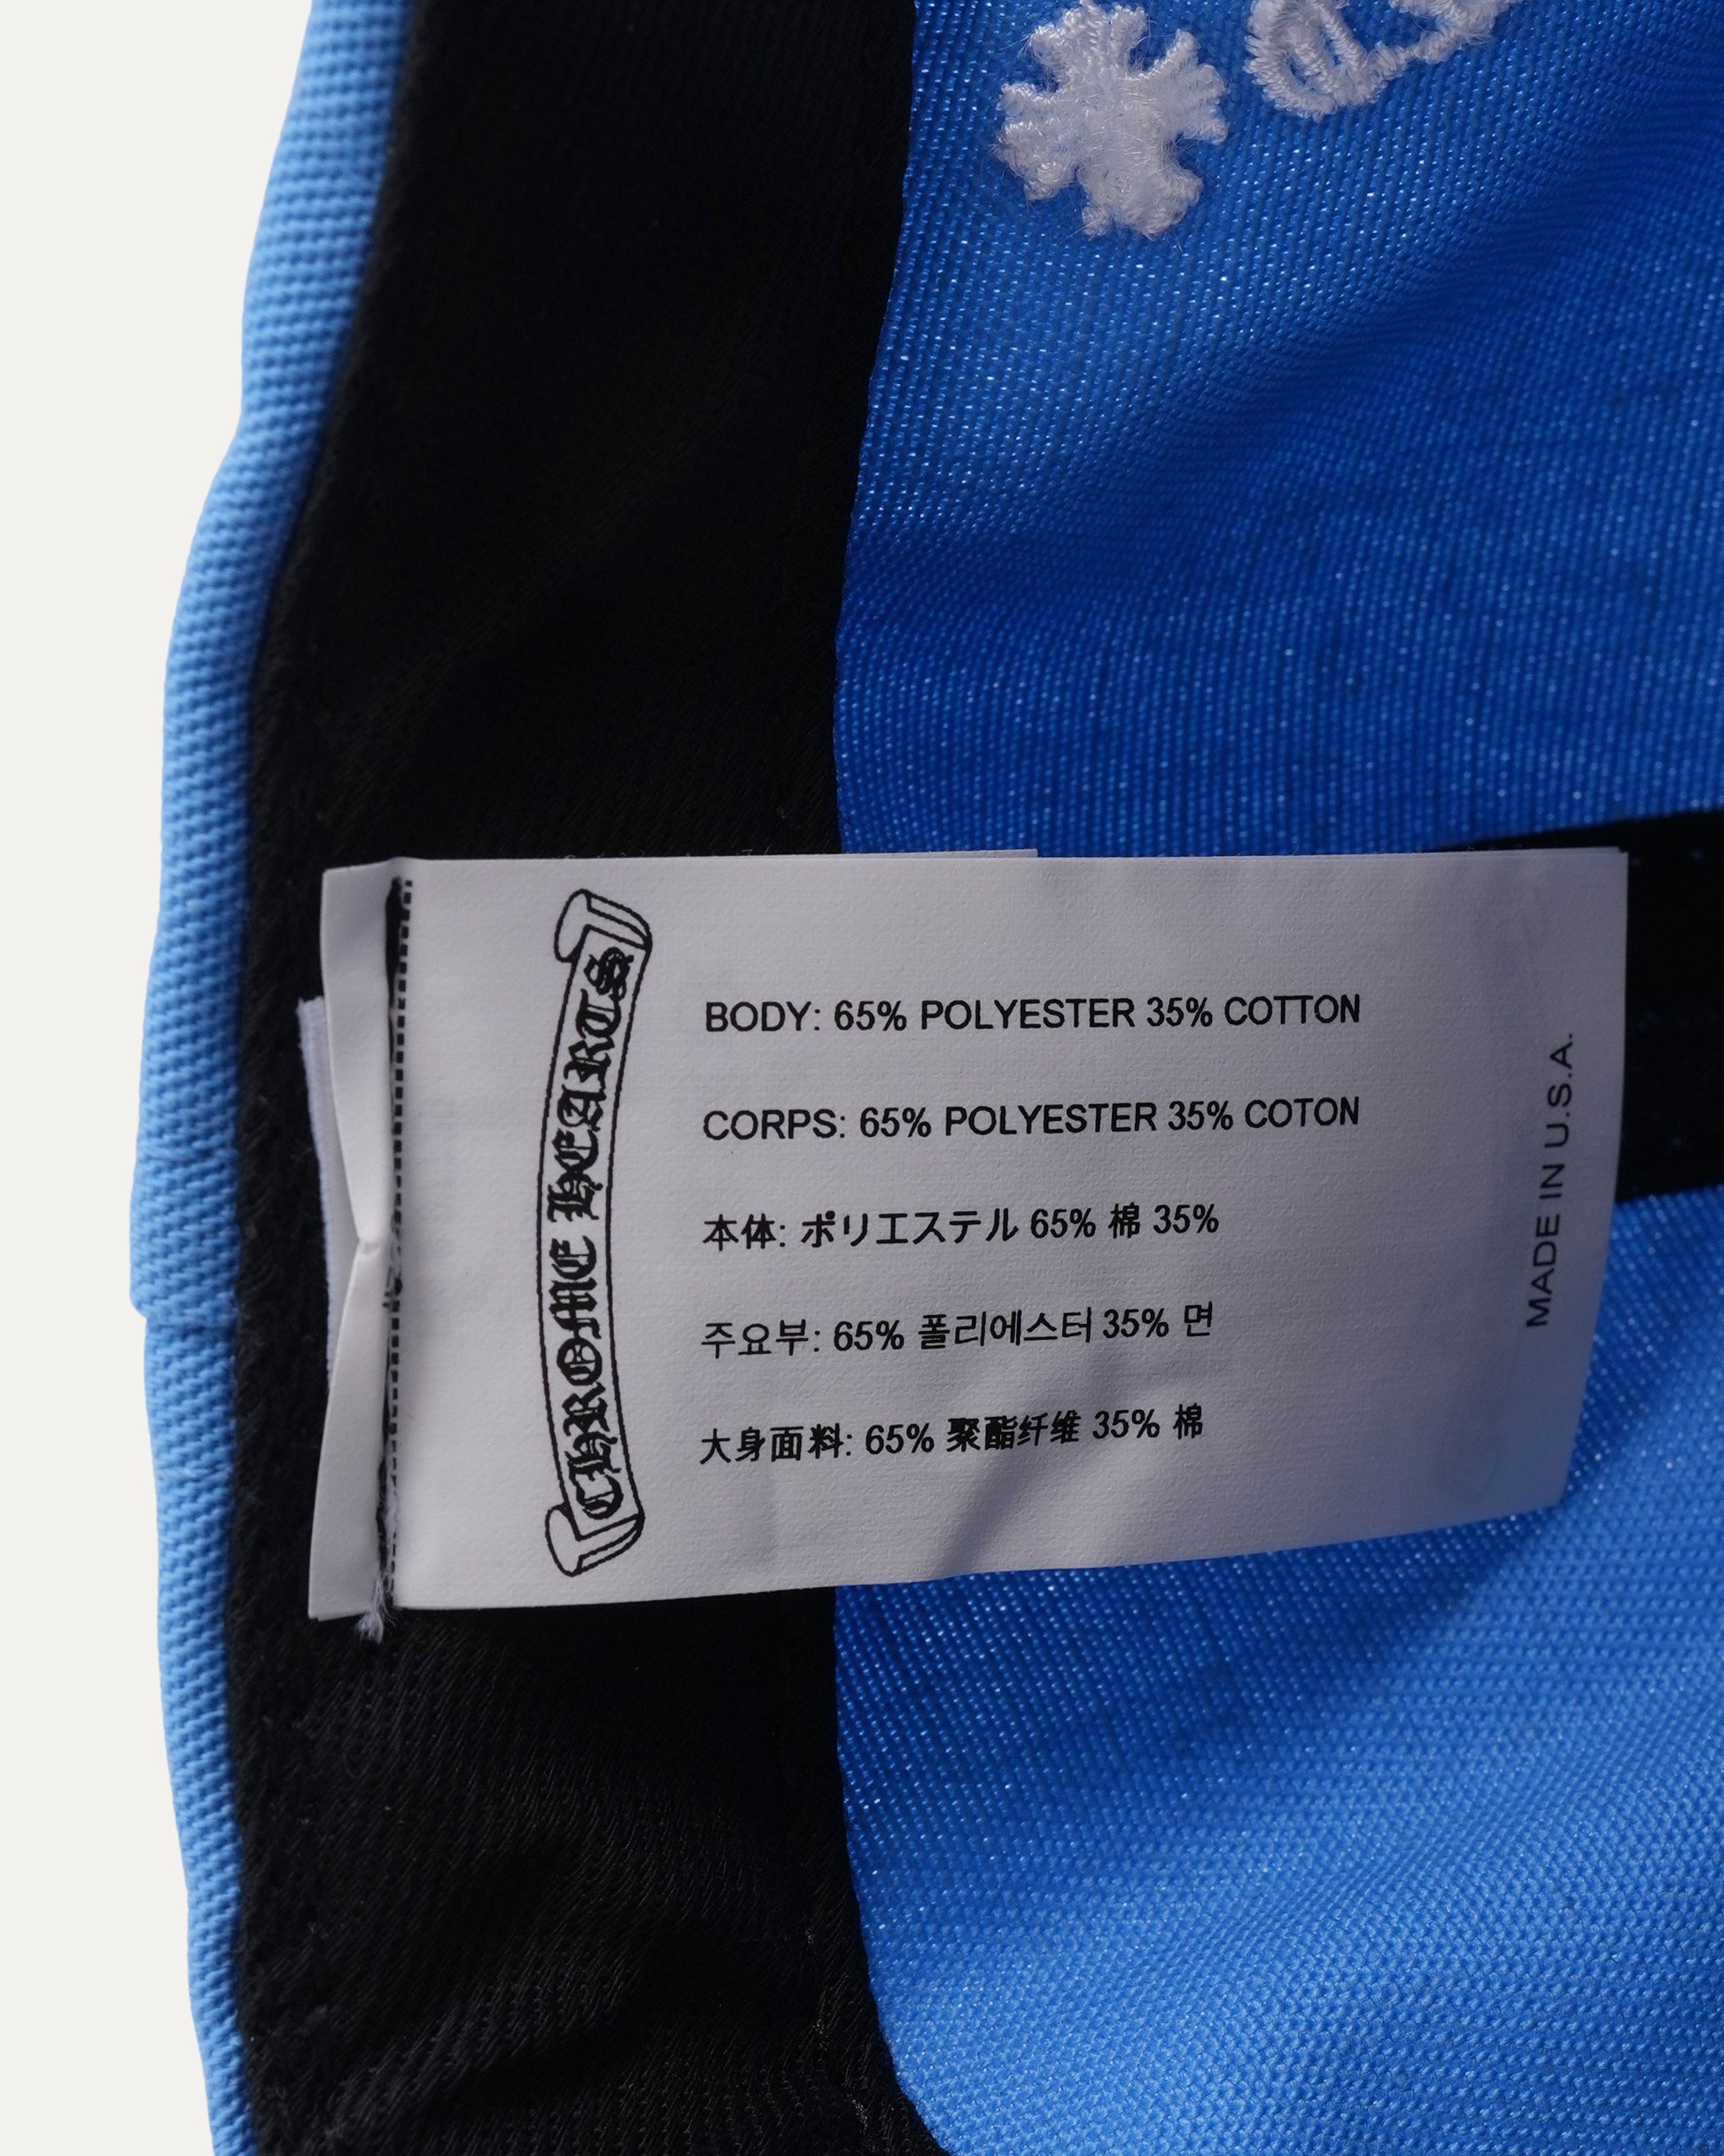 CHROME HEARTS
BODY: 65% POLYESTER 35% COTTON
CORPS: 65% POLYESTER 35% COTON
本体: ポリエステル 65% 棉 35%
주요부: 65% 폴리에스터 35% 면
大身面料: 65% 聚酯纤维 35% 棉
MADE IN U.S.A.